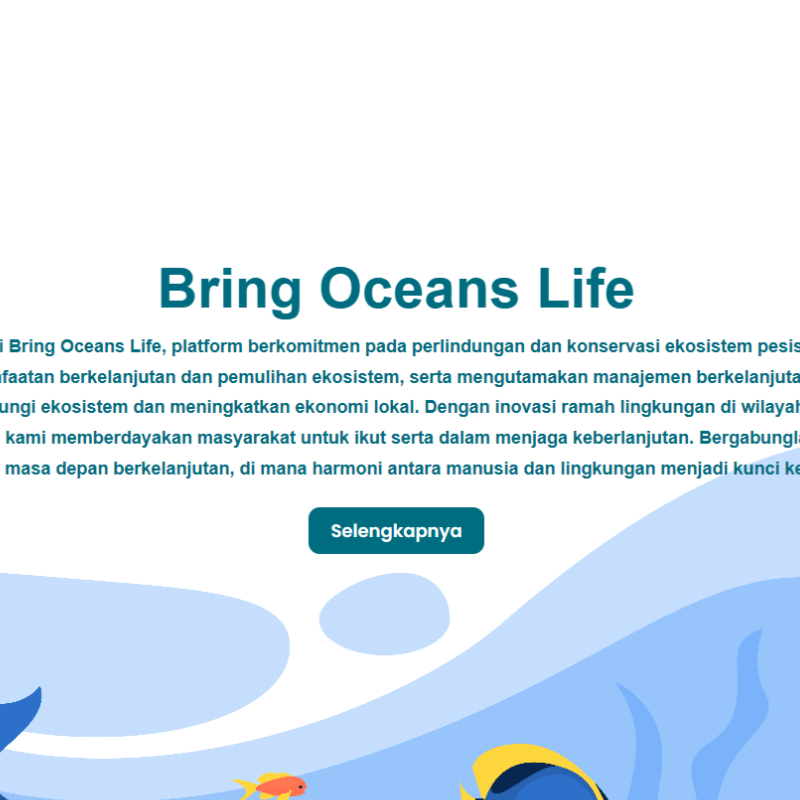 Bring Oceans Life
i Bring Oceans Life, platform berkomitmen pada perlindungan dan konservasi ekosistem pesis
faatan berkelanjutan dan pemulihan ekosistem, serta mengutamakan manajemen berkelanjuta
ungi ekosistem dan meningkatkan ekonomi lokal. Dengan inovasi ramah lingkungan di wilayah
kami memberdayakan masyarakat untuk ikut serta dalam menjaga keberlanjutan. Bergabungla
masa depan berkelanjutan, di mana harmoni antara manusia dan lingkungan menjadi kunci ke
Selengkapnya